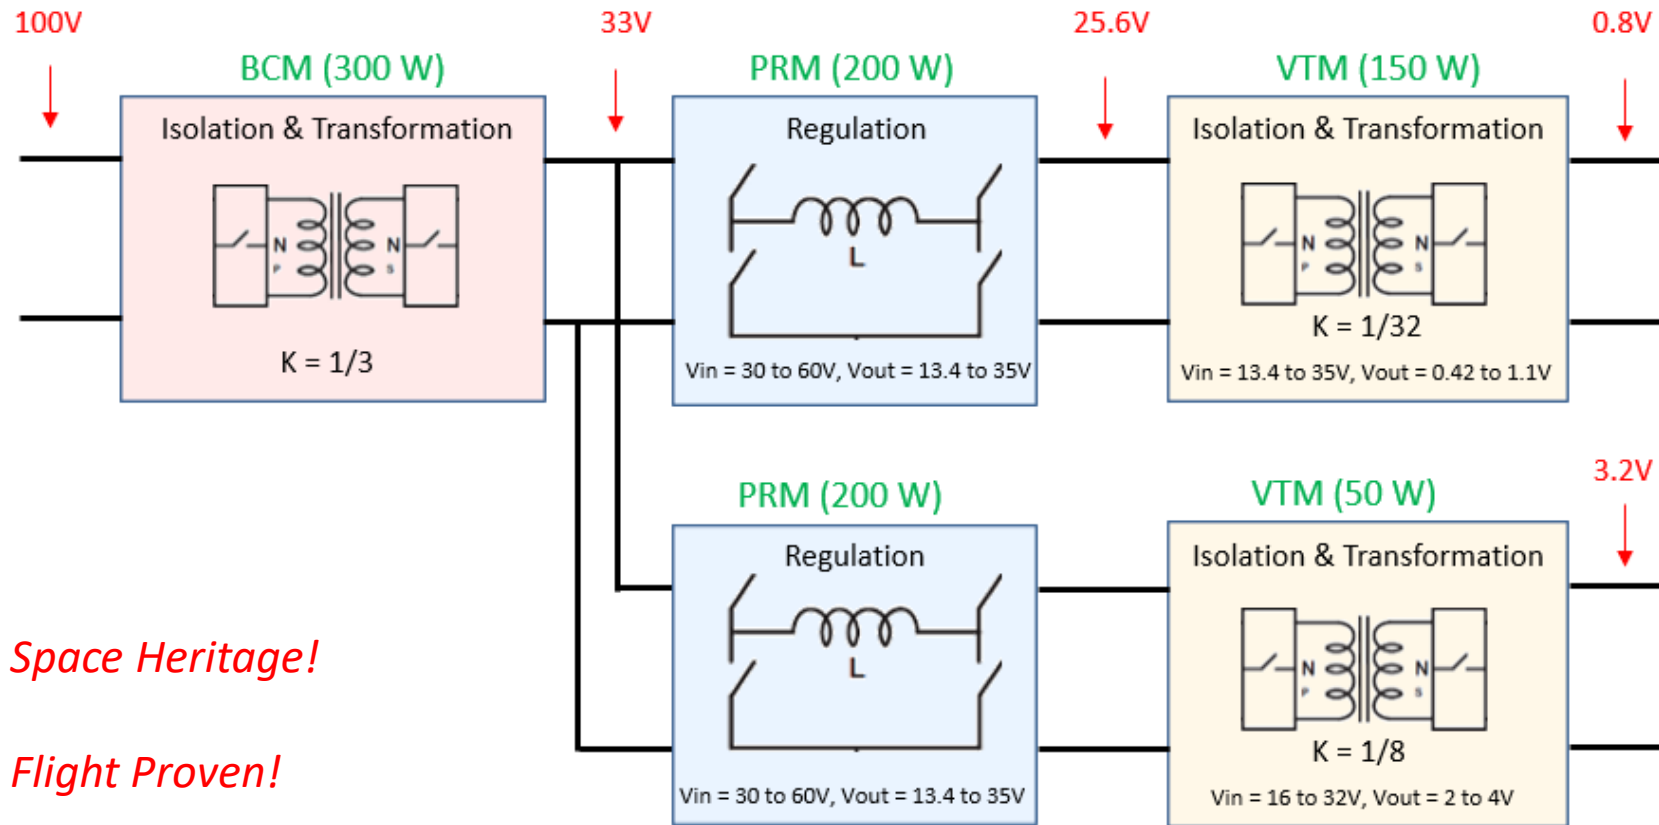 100V
33V
25.6V
0.8V
BCM (300 W)
PRM (200 W)
VTM (150 W)
Isolation & Transformation
Regulation
Isolation & Transformation
N
P
N
S
L
N
P
N
S
K = 1/3
K = 1/32
Vin = 30 to 60V, Vout = 13.4 to 35V
Vin = 13.4 to 35V, Vout = 0.42 to 1.1V
3.2V
PRM (200 W)
VTM (50 W)
Regulation
Isolation & Transformation
L
N
P
N
S
K = 1/8
Vin = 30 to 60V, Vout = 13.4 to 35V
Vin = 16 to 32V, Vout = 2 to 4V
Space Heritage!
Flight Proven!